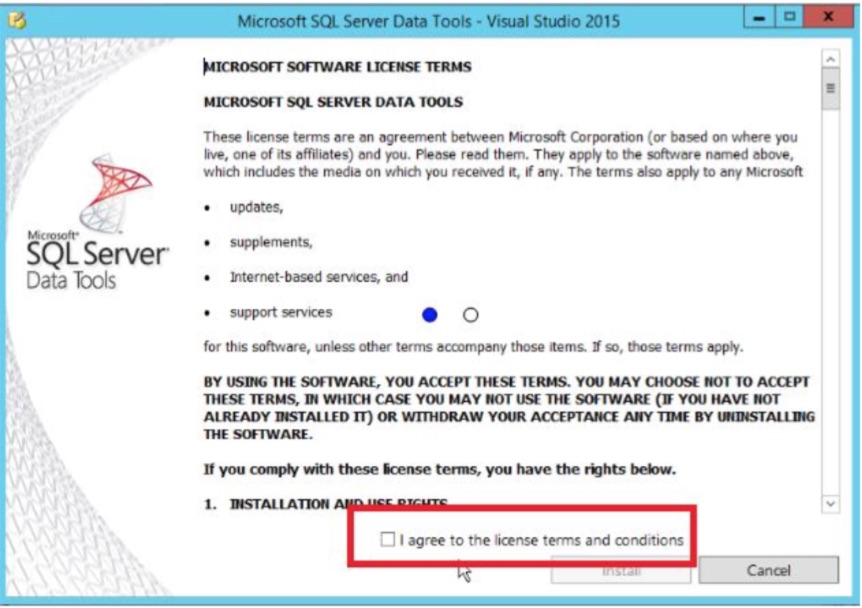 Microsoft SQL Server Data Tools - Visual Studio 2015
MICROSOFT SOFTWARE LICENSE TERMS
MICROSOFT SQL SERVER DATA TOOLS
These license terms are an agreement between Microsoft Corporation (or based on where you
live, one of its affiliates) and you. Please read them. They apply to the software named above,
which includes the media on which you received it, if any. The terms also apply to any Microsoft
• updates,
• supplements,
• Internet-based services, and
• support services
for this software, unless other terms accompany those items. If so, those terms apply.
BY USING THE SOFTWARE, YOU ACCEPT THESE TERMS. YOU MAY CHOOSE NOT TO ACCEPT
THESE TERMS, IN WHICH CASE YOU MAY NOT USE THE SOFTWARE (IF YOU HAVE NOT
ALREADY INSTALLED IT) OR WITHDRAW YOUR ACCEPTANCE ANY TIME BY UNINSTALLING
THE SOFTWARE.
If you comply with these license terms, you have the rights below.
1. INSTALLATION AND USE RIGHTS
Microsoft®
SQL Server®
Data Tools
I agree to the license terms and conditions
Install
Cancel